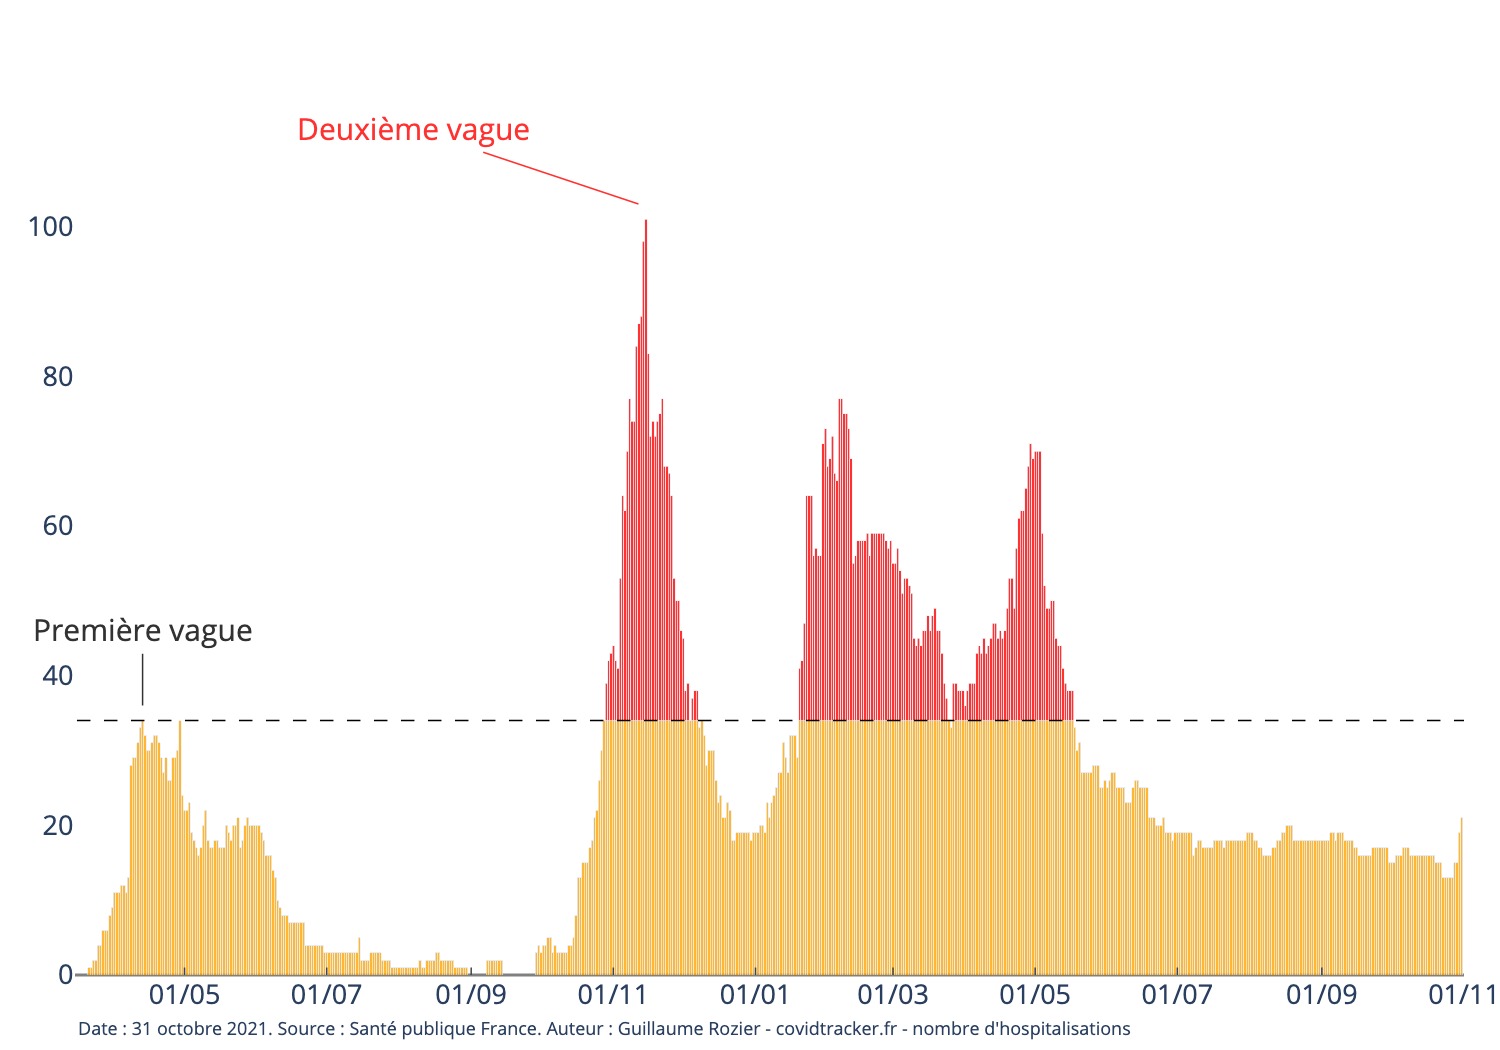 Deuxième vague
100
80
60
Première vague
40
20
0
01/05 01/07 01/09 01/11 01/01 01/03 01/05 01/07 01/09 01/11
Date : 31 octobre 2021. Source : Santé publique France. Auteur : Guillaume Rozier - covidtracker.fr - nombre d'hospitalisations